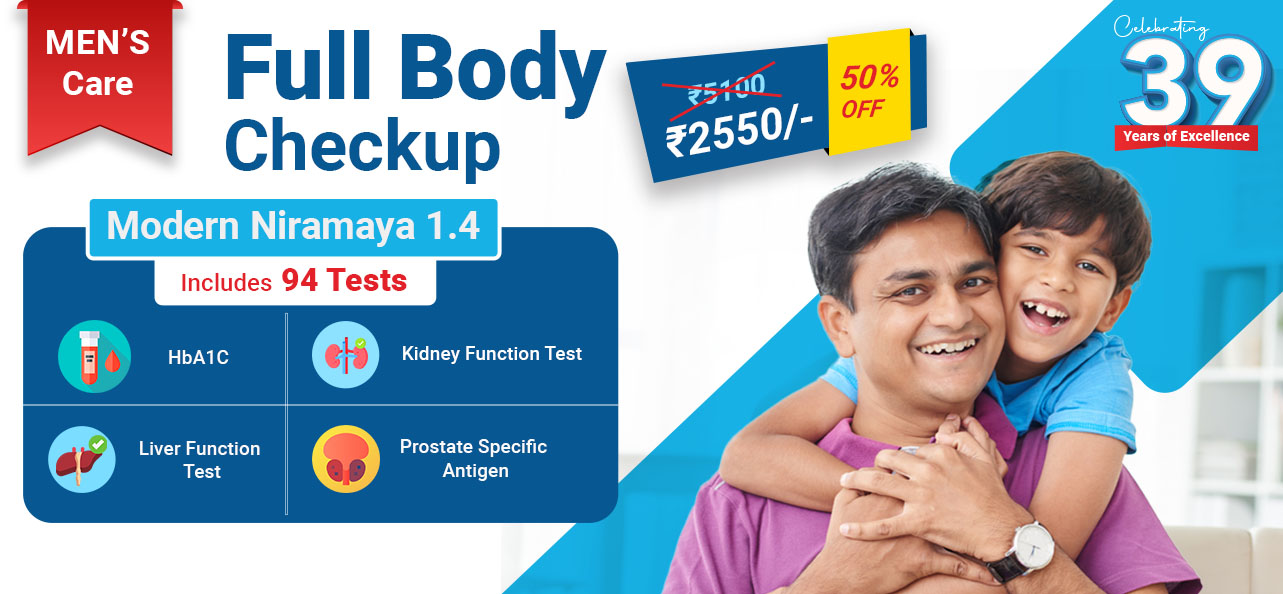 MEN'S
Care
Full Body
Checkup
₹5100
₹2550/-
50%
OFF
Celebrating
39
Years of Excellence
Modern Niramaya 1.4
Includes 94 Tests
HbA1C
Kidney Function Test
Liver Function
Test
Prostate Specific
Antigen